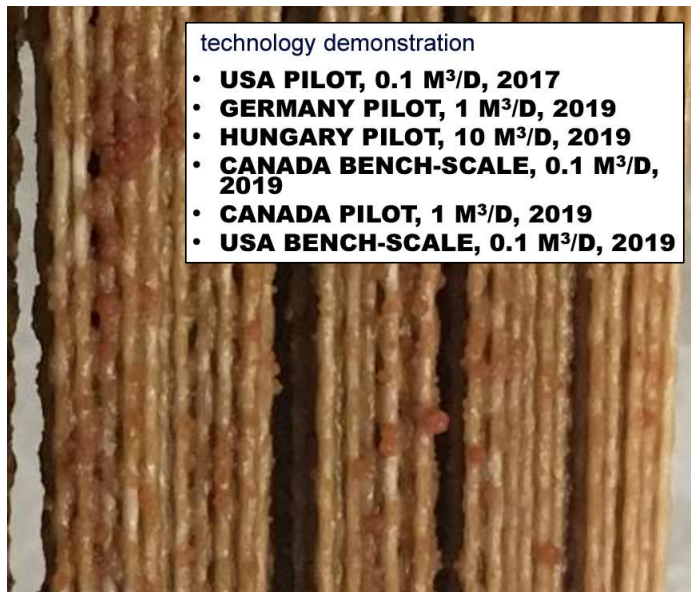 technology demonstration
• USA PILOT, 0.1 M³/D, 2017
• GERMANY PILOT, 1 M³/D, 2019
• HUNGARY PILOT, 10 M³/D, 2019
• CANADA BENCH-SCALE, 0.1 M³/D,
2019
• CANADA PILOT, 1 M³/D, 2019
• USA BENCH-SCALE, 0.1 M³/D, 2019